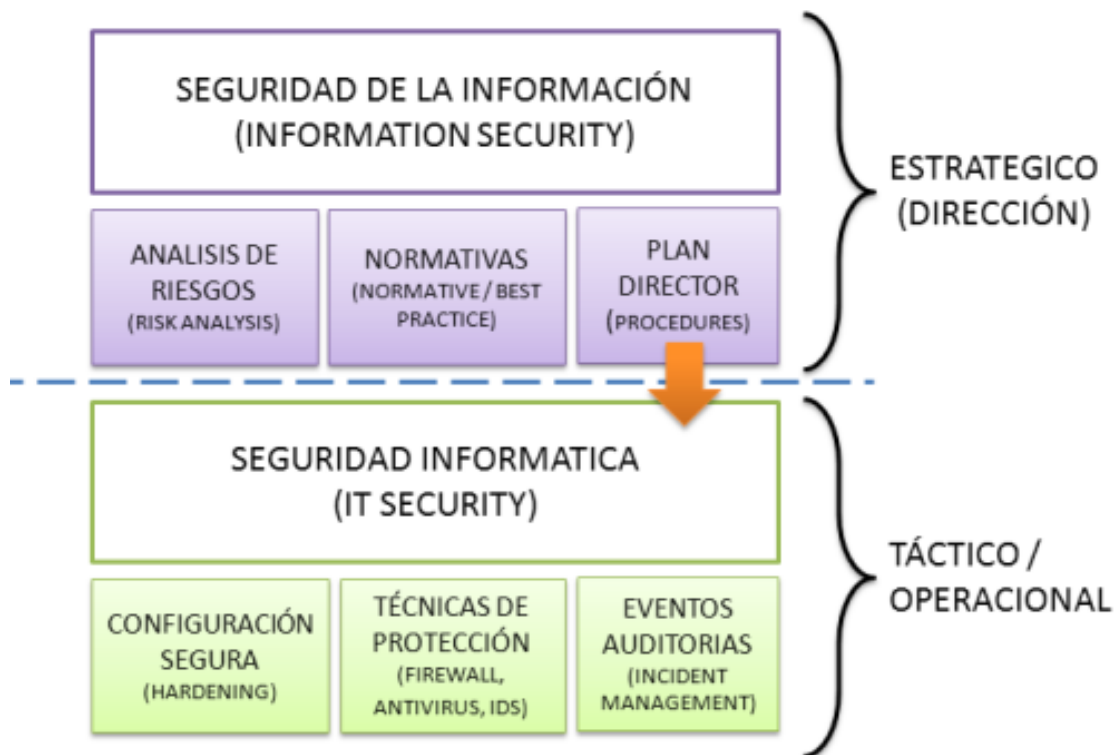 SEGURIDAD DE LA INFORMACIÓN
(INFORMATION SECURITY)
ESTRATEGICO
(DIRECCIÓN)
ANALISIS DE
RIESGOS
(RISK ANALYSIS)
NORMATIVAS
(NORMATIVE / BEST
PRACTICE)
PLAN
DIRECTOR
(PROCEDURES)
SEGURIDAD INFORMATICA
(IT SECURITY)
TÁCTICO /
OPERACIONAL
CONFIGURACIÓN
SEGURA
(HARDENING)
TÉCNICAS DE
PROTECCIÓN
(FIREWALL,
ANTIVIRUS, IDS)
EVENTOS
AUDITORIAS
(INCIDENT
MANAGEMENT)